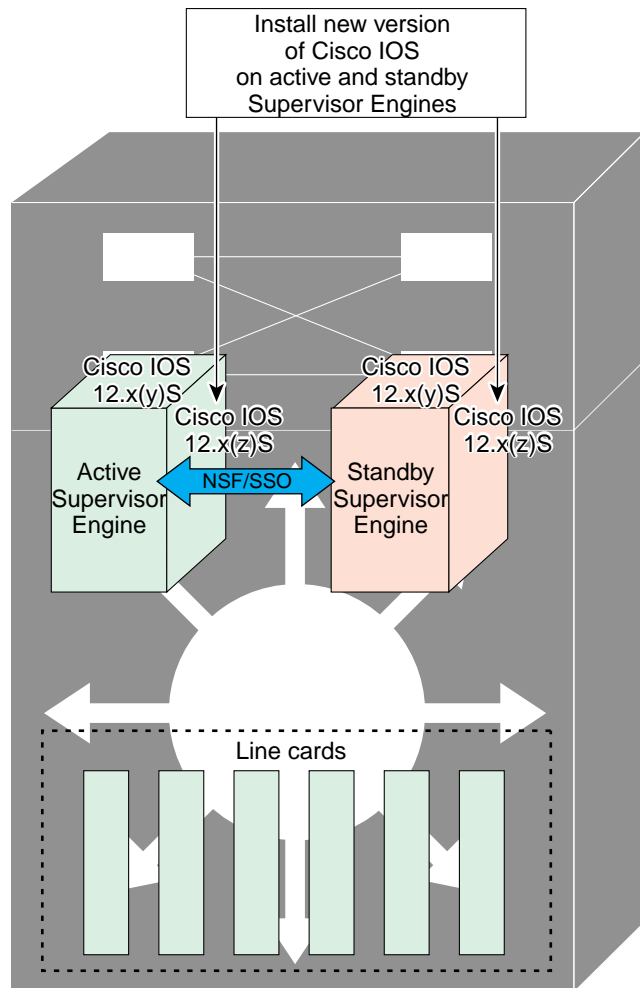 Install new version
of Cisco IOS
on active and standby
Supervisor Engines
Cisco IOS
12.x(y)S
Cisco IOS
12.x(z)S
Cisco IOS
12.x(y)S
Cisco IOS
12.x(z)S
Active
Supervisor
Engine
NSF/SSO
Standby
Supervisor
Engine
Line cards